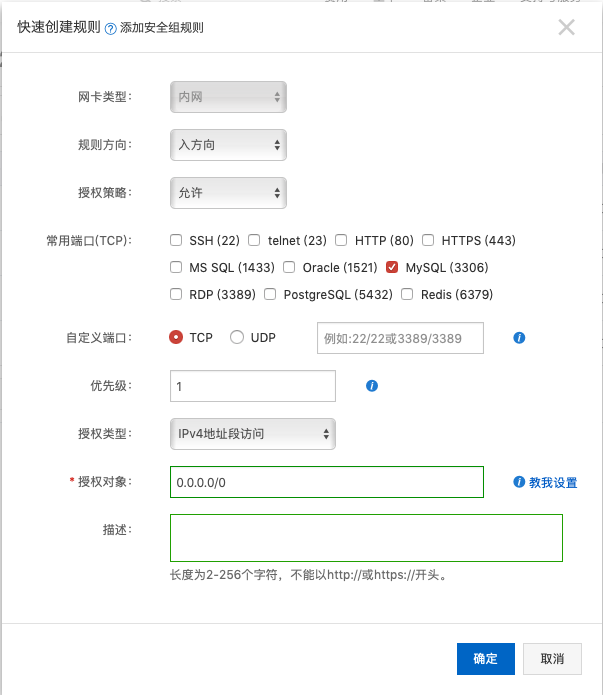 快速创建规则 ? 添加安全组规则
网卡类型： 内网
规则方向： 入方向
授权策略： 允许
常用端口(TCP)： SSH (22) telnet (23) HTTP (80) HTTPS (443)
MS SQL (1433) Oracle (1521) MySQL (3306)
RDP (3389) PostgreSQL (5432) Redis (6379)
自定义端口： TCP UDP 例如:22/22或3389/3389
优先级： 1
授权类型： IPv4地址段访问
* 授权对象： 0.0.0.0/0 教我设置
描述：
长度为2-256个字符，不能以http://或https://开头。
确定 取消